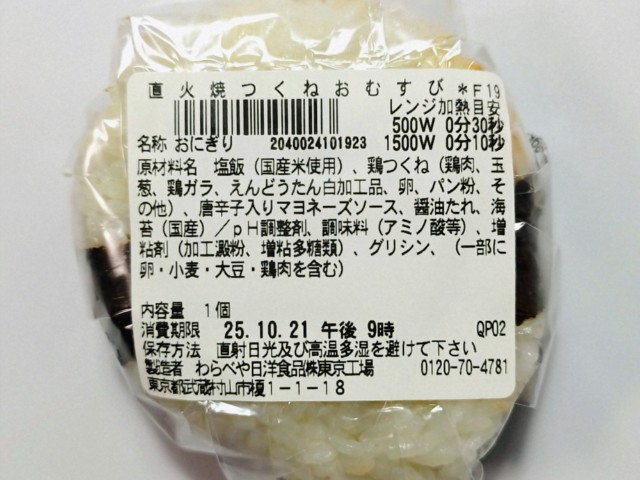 直火焼つくねおむすび *F19
レンジ加熱目安
500W 0分30秒
名称 おにぎり 2040024101923 1500W 0分10秒
原材料名 塩飯(国産米使用)、鶏つくね(鶏肉、玉
葱、鶏ガラ、えんどうたん白加工品、卵、パン粉、そ
の他)、唐辛子入りマヨネーズソース、醤油たれ、海
苔(国産)/pH調整剤、調味料(アミノ酸等)、増
粘剤(加工澱粉、増粘多糖類)、グリシン、(一部に
卵・小麦・大豆・鶏肉を含む)
内容量 1個
消費期限 25.10.21 午後 9時 QP02
保存方法 直射日光及び高温多湿を避けて下さい
製造者 わらべや日洋食品㈱東京工場 0120-70-4781
東京都武蔵村山市榎1-1-18